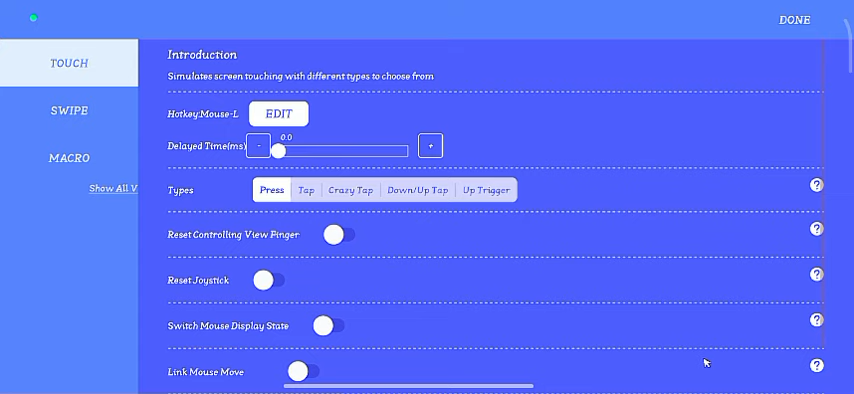 DONE
TOUCH
SWIPE
MACRO
Show All V
Introduction
Simulates screen touching with different types to choose from
Hotkey:Mouse-L EDIT
0.0
Delayed Time(ms) - +
Types Press Tap Crazy Tap Down/Up Tap Up Trigger ?
Reset Controlling View Finger ?
Reset Joystick ?
Switch Mouse Display State ?
Link Mouse Move ?